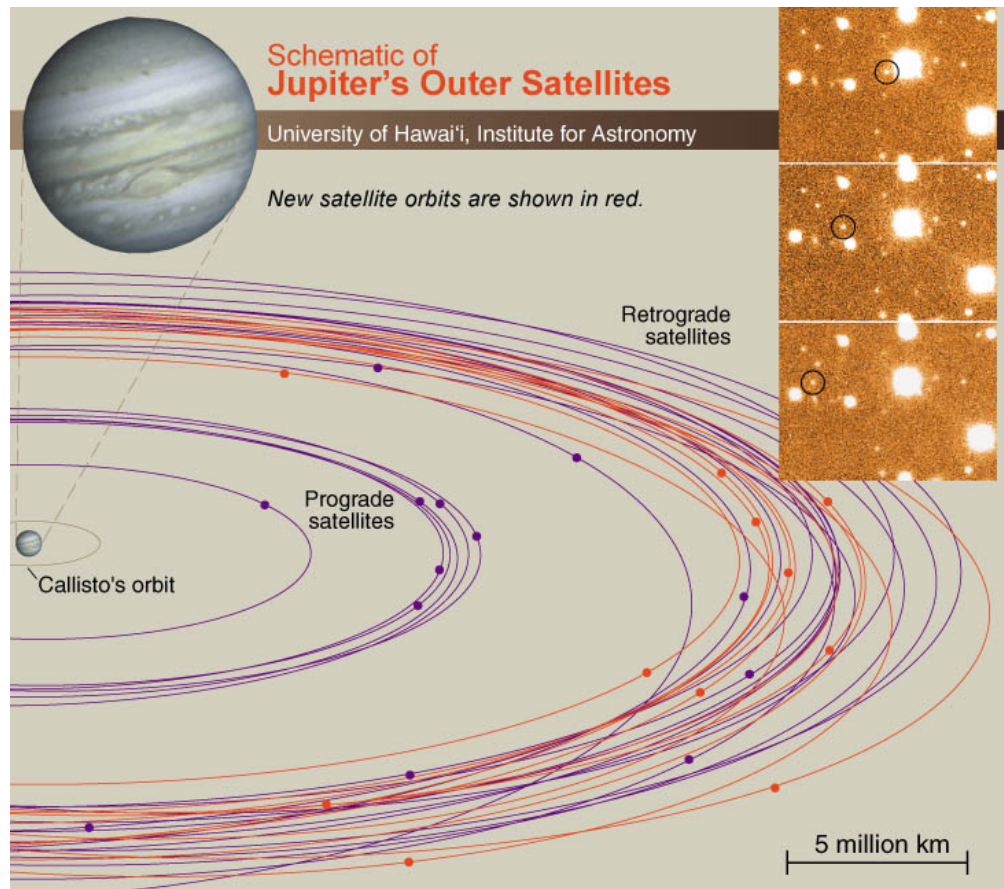 Schematic of
Jupiter's Outer Satellites
University of Hawai‘i, Institute for Astronomy
New satellite orbits are shown in red.
Retrograde
satellites
Prograde
satellites
Callisto's orbit
5 million km